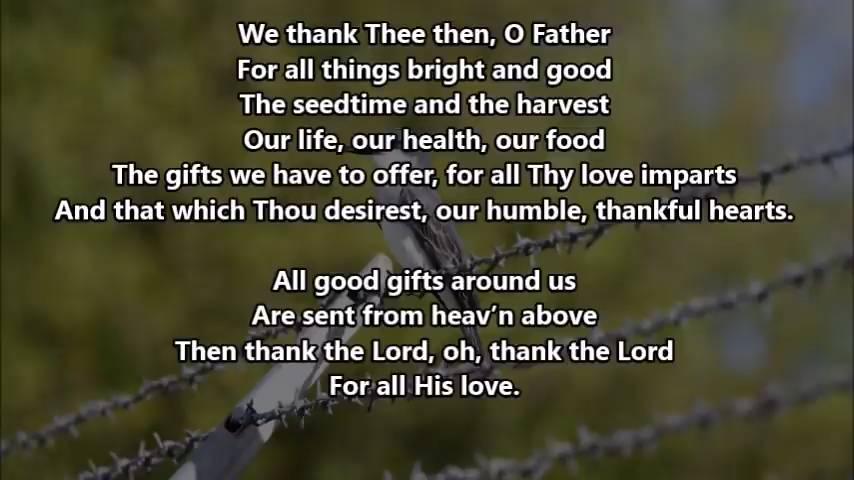 We thank Thee then, O Father
For all things bright and good
The seedtime and the harvest
Our life, our health, our food
The gifts we have to offer, for all Thy love imparts
And that which Thou desirest, our humble, thankful hearts.
All good gifts around us
Are sent from heav’n above
Then thank the Lord, oh, thank the Lord
For all His love.